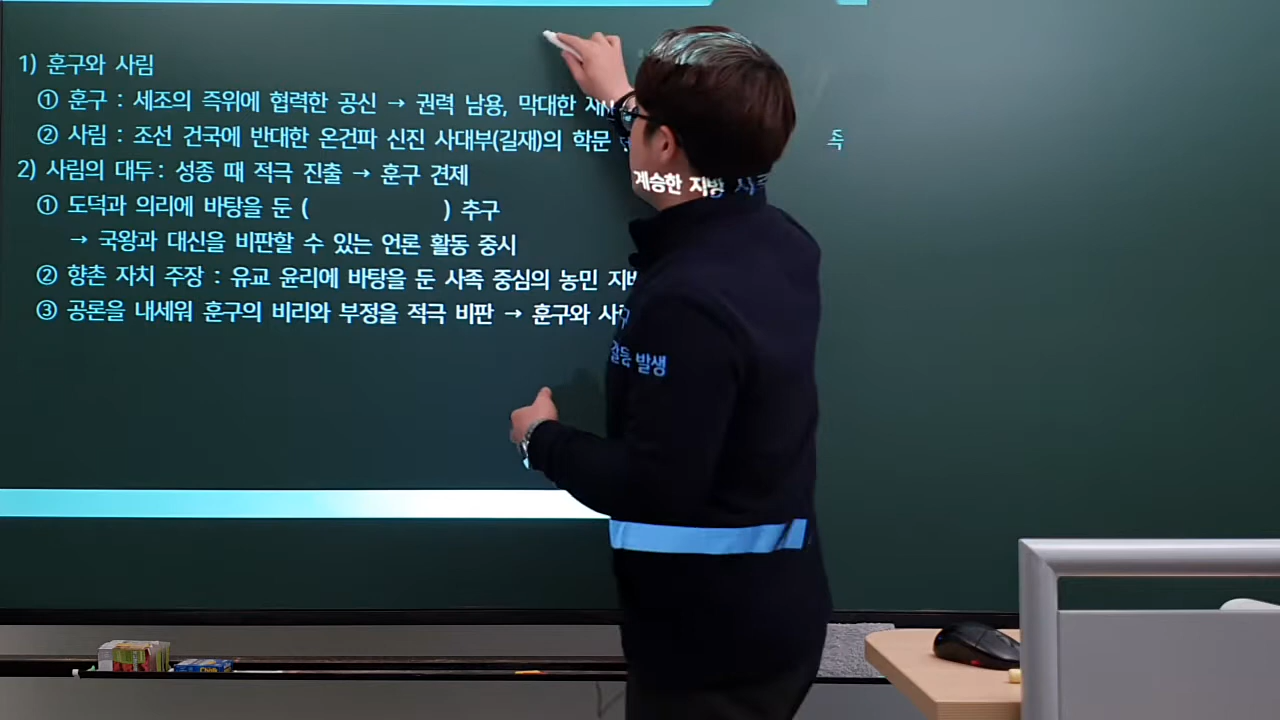 1) 훈구와 사림
① 훈구 : 세조의 즉위에 협력한 공신 → 권력 남용, 막대한
② 사림 : 조선 건국에 반대한 온건파 신진 사대부(길재)의 학문 계승한 지방 사족
2) 사림의 대두 : 성종 때 적극 진출 → 훈구 견제
① 도덕과 의리에 바탕을 둔 ( ) 추구
→ 국왕과 대신을 비판할 수 있는 언론 활동 중시
② 향촌 자치 주장 : 유교 윤리에 바탕을 둔 사족 중심의 농민
③ 공론을 내세워 훈구의 비리와 부정을 적극 비판 → 훈구와 갈등 발생